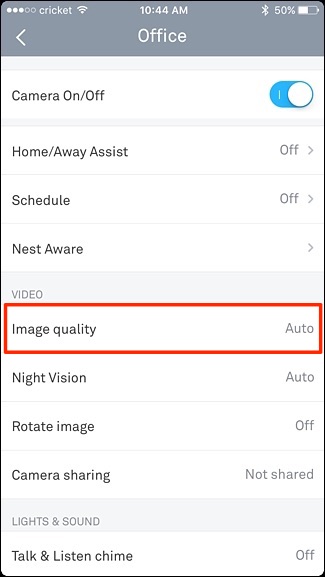 cricket 10:44 AM 50%
Office
Camera On/Off
Home/Away Assist Off
Schedule Off
Nest Aware
VIDEO
Image quality Auto
Night Vision Auto
Rotate image Off
Camera sharing Not shared
LIGHTS & SOUND
Talk & Listen chime Off